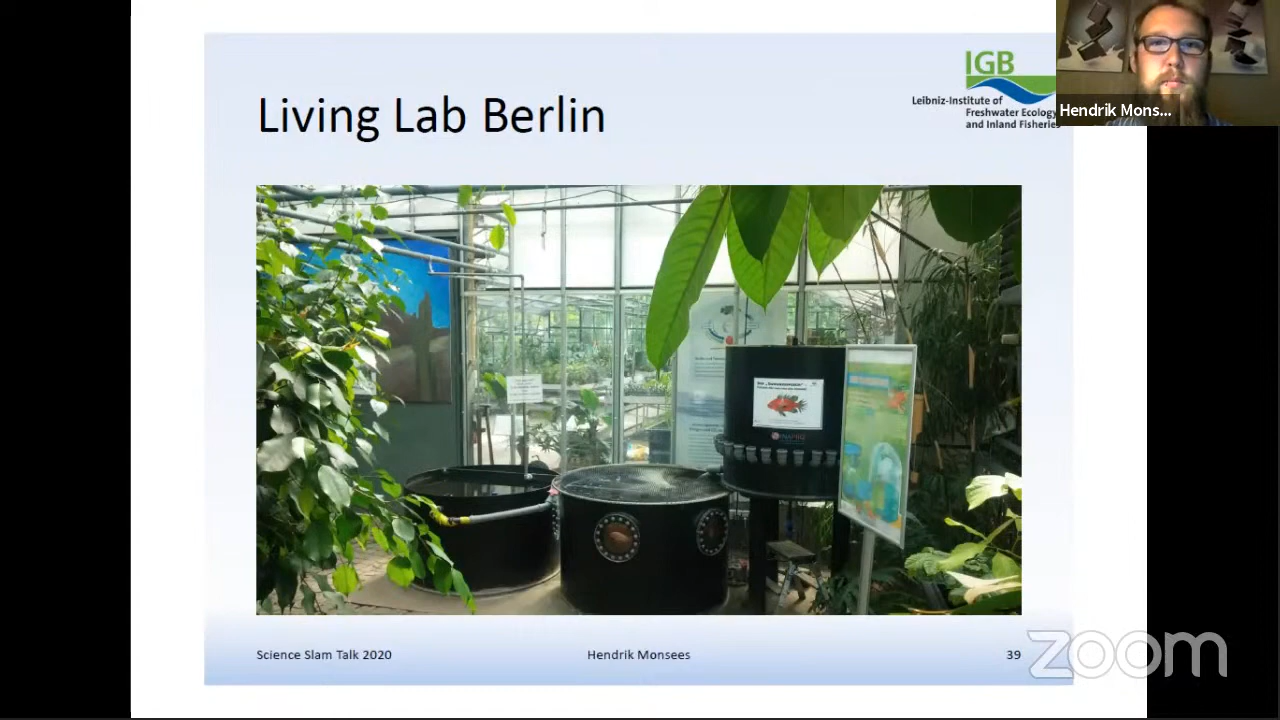 Living Lab Berlin
IGB
Leibniz-Institute of
Freshwater Ecology
and Inland Fisheries
Hendrik Mons...
Science Slam Talk 2020
Hendrik Monsees
39
zoom